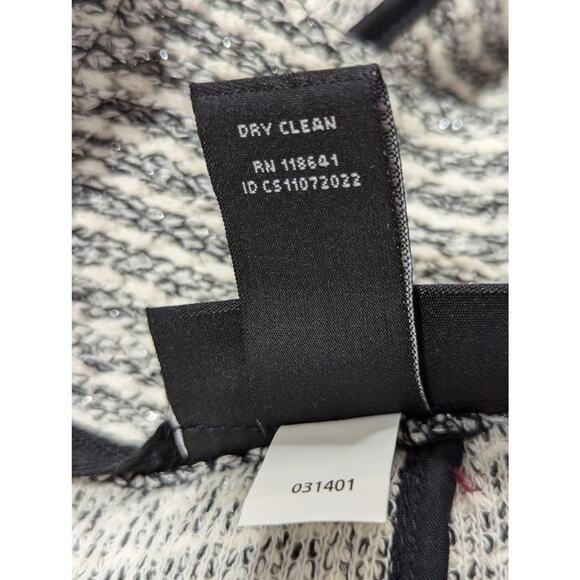 DRY CLEAN
RN 118641
ID CS11072022
031401